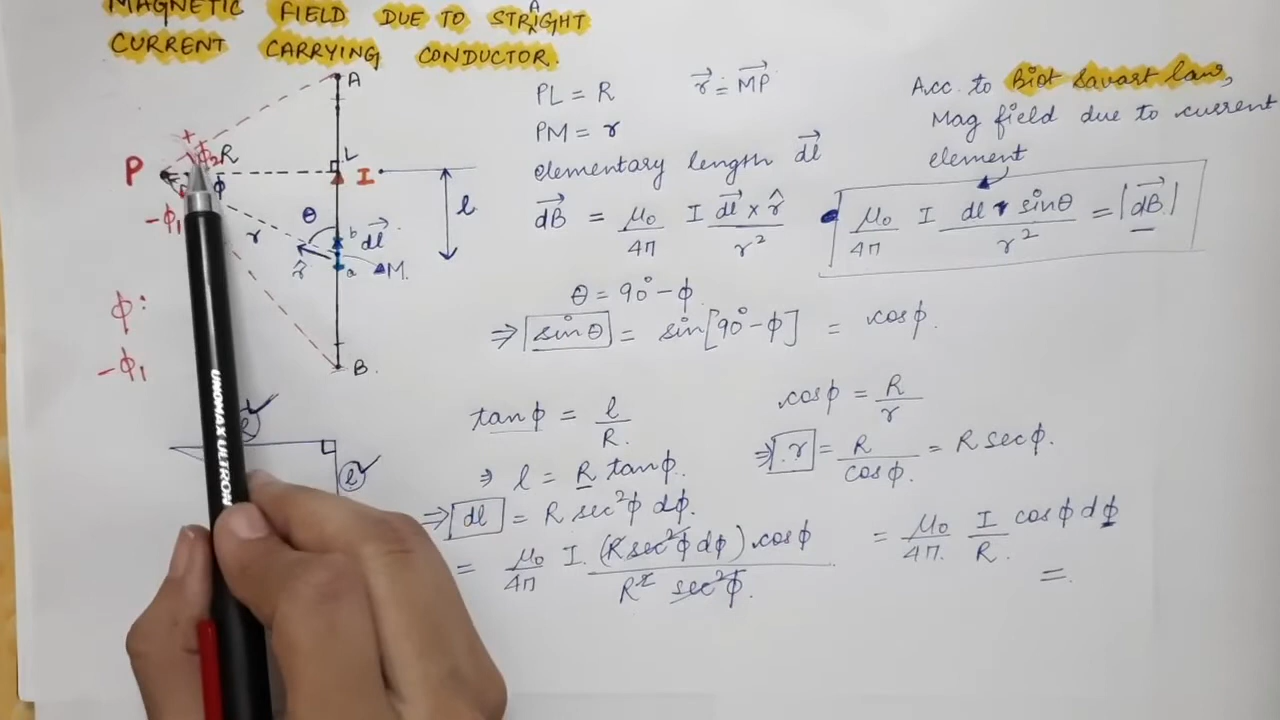 MAGNETIC FIELD DUE TO STRAIGHT
CURRENT CARRYING CONDUCTOR.
A
P
+
ϕ2
R
L
I
l
-ϕ1
ϕ
θ
r
b
dl
r̂
a
M.
B.
ϕ:
-ϕ1
l
PL = R
r⃗ = MP⃗
PM = r
elementary length dl⃗
dB⃗ = μ0/4π I dl⃗ × r̂/r²
Acc. to Biot Savart law,
Mag field due to current
element
μ0/4π I dl sinθ/r² = |dB⃗|
θ = 90° - ϕ.
⇒ sinθ = sin[90° - ϕ] = cosϕ.
tanϕ = l/R.
⇒ l = R tanϕ.
⇒ dl = R sec²ϕ dϕ.
cosϕ = R/r
⇒ r = R/cosϕ. = R secϕ.
= μ0/4π I. (R sec²ϕ dϕ) cosϕ/R² sec²ϕ.
= μ0/4π. I/R. cosϕ dϕ
=.
UNOMAX ULTRON